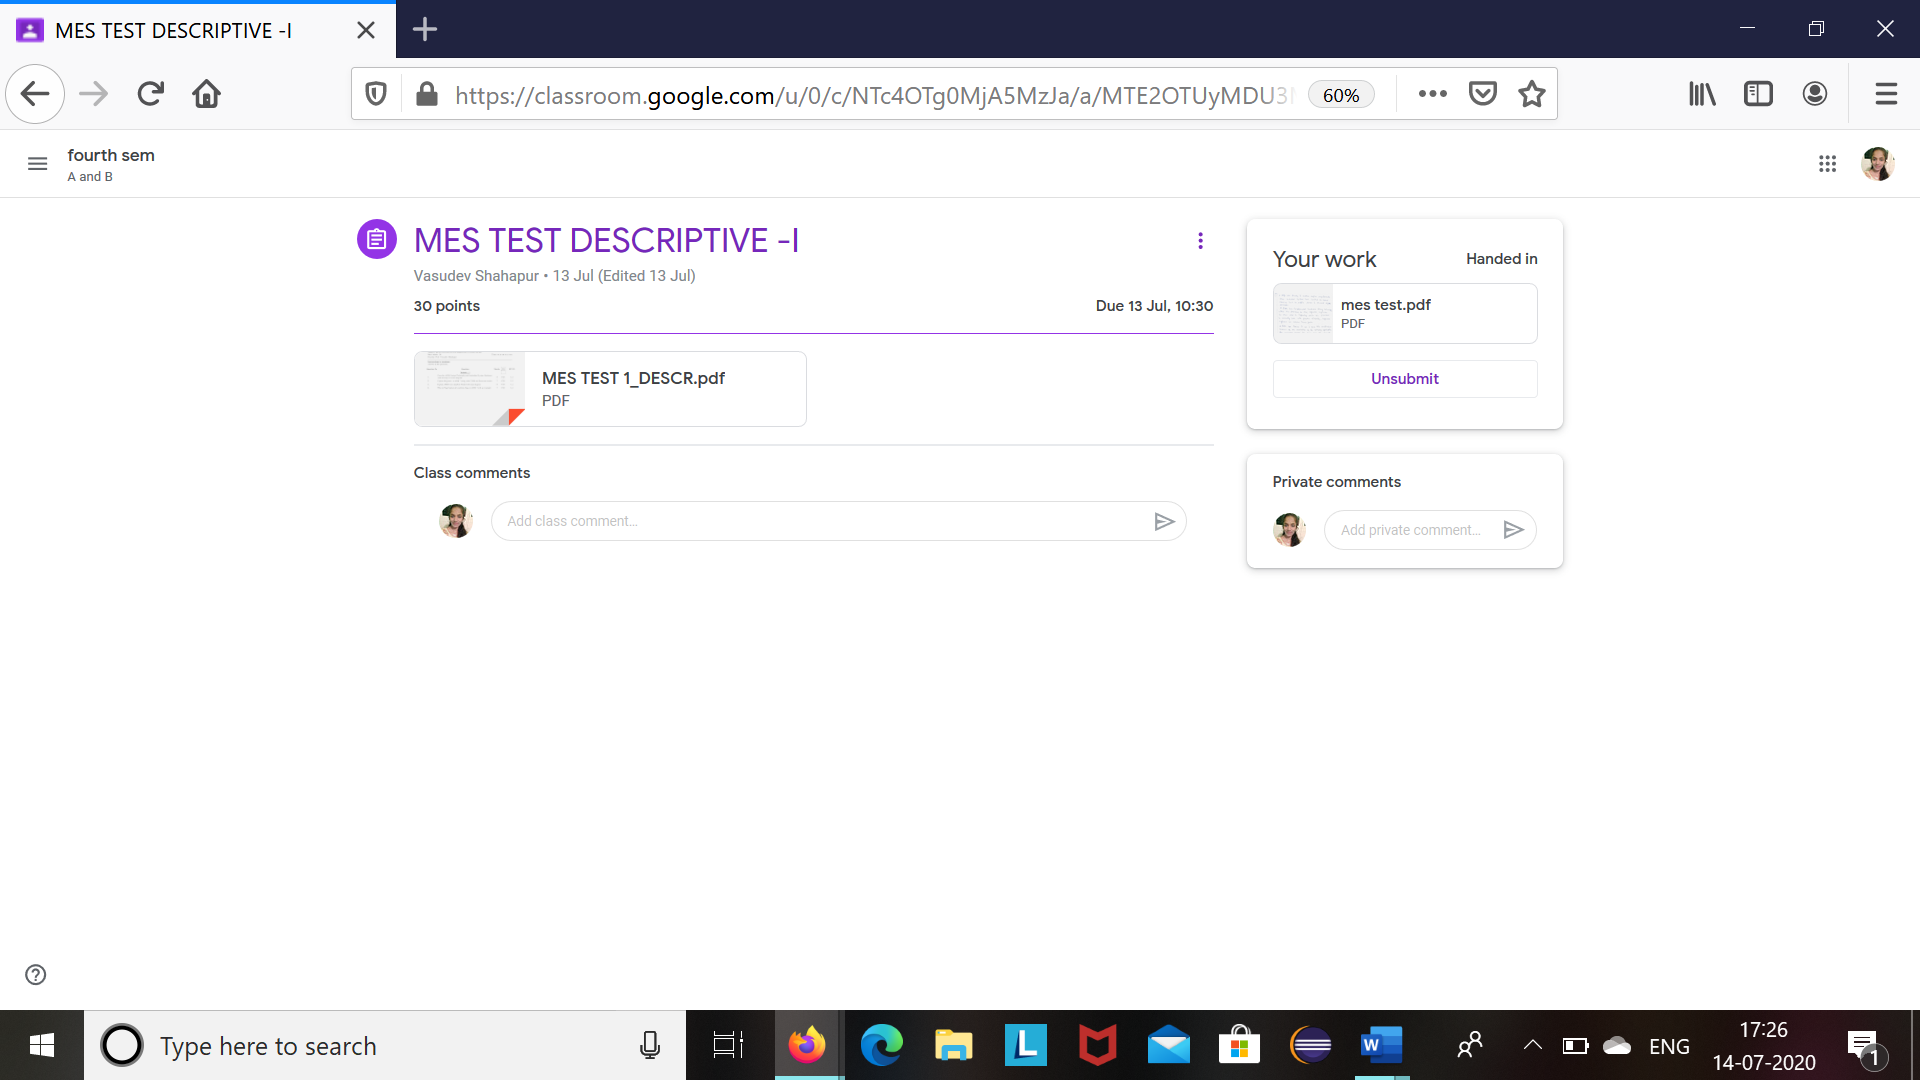 MES TEST DESCRIPTIVE -I
https://classroom.google.com/u/0/c/NTc4OTg0MjA5MzJa/a/MTE2OTUyMDU3
60%
fourth sem
A and B
MES TEST DESCRIPTIVE -I
Vasudev Shahapur • 13 Jul (Edited 13 Jul)
30 points
Due 13 Jul, 10:30
MES TEST 1_DESCR.pdf
PDF
Class comments
Add class comment...
Your work
Handed in
mes test.pdf
PDF
Unsubmit
Private comments
Add private comment...
Type here to search
L
W
ENG
17:26
14-07-2020
1